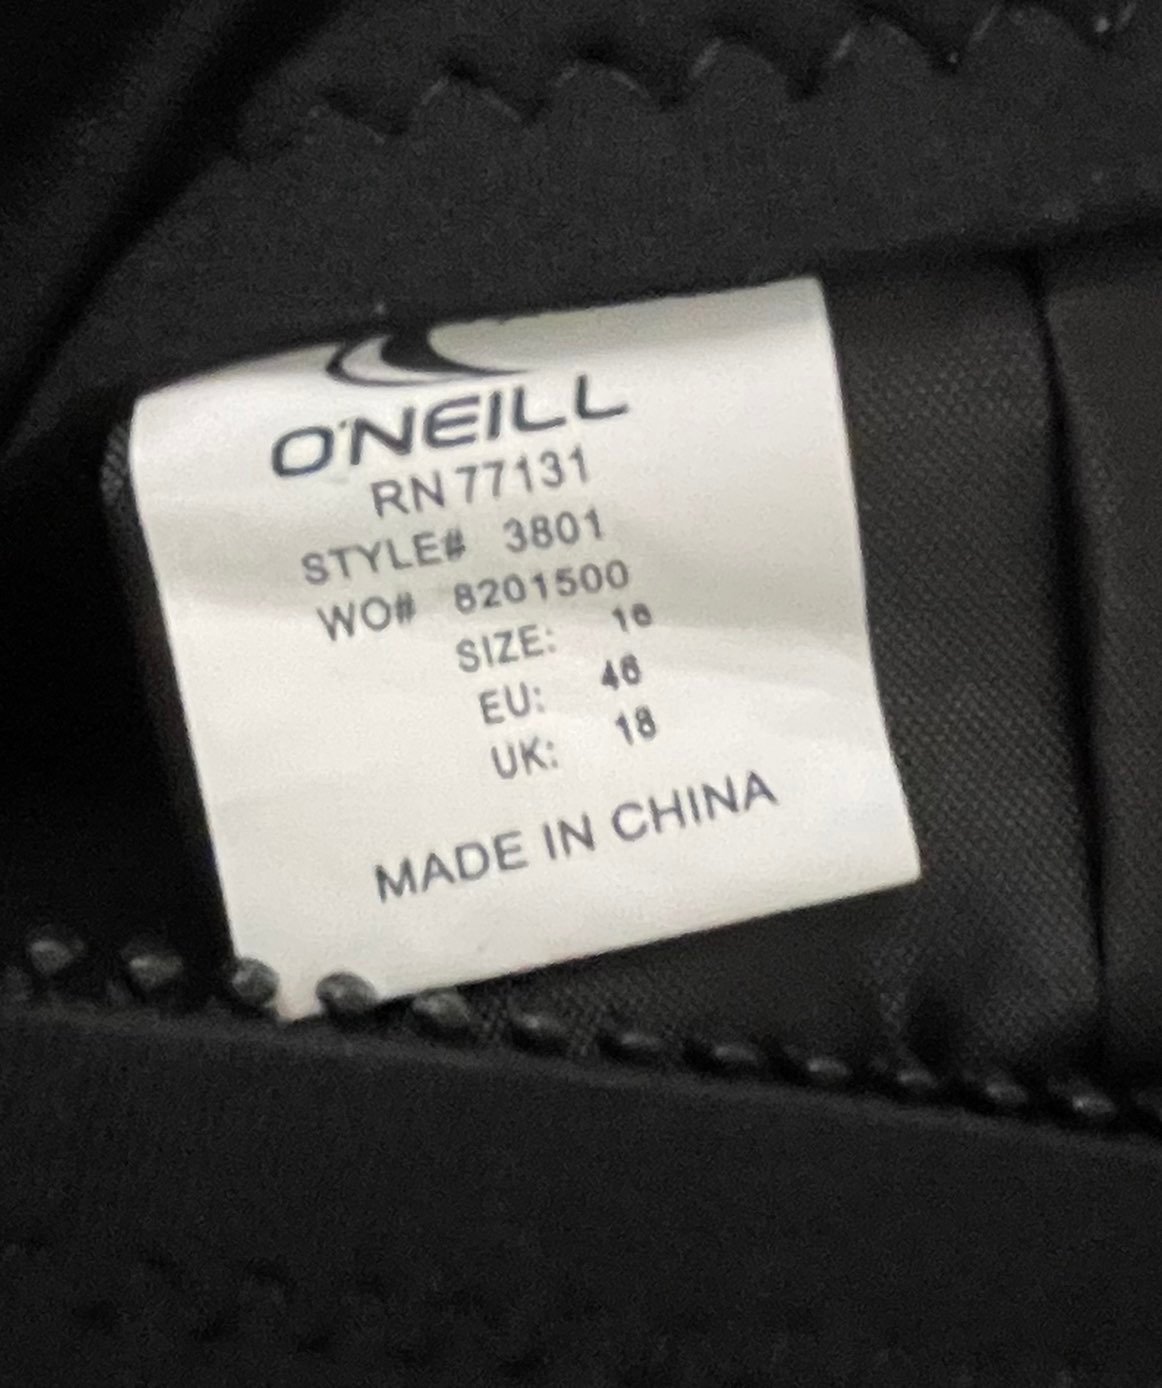 O'NEILL
RN 77131
STYLE# 3801
WO# 8201500
SIZE: 16
EU: 46
UK: 18
MADE IN CHINA